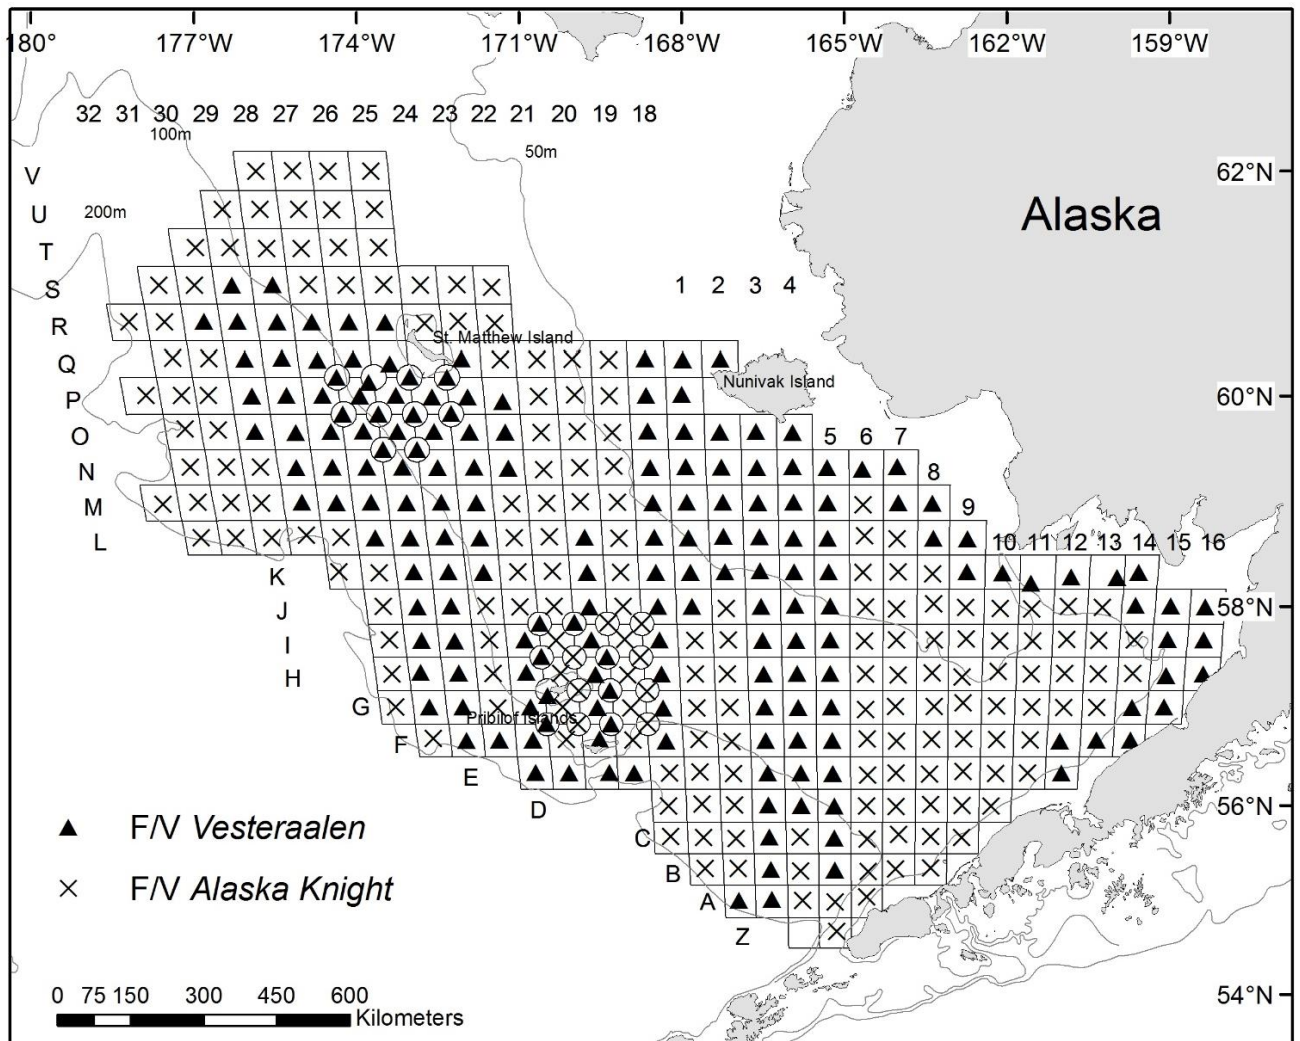 180° 177°W 174°W 171°W 168°W 165°W 162°W 159°W
32 31 30 29 28 27 26 25 24 23 22 21 20 19 18
100m
50m
62°N
V
Alaska
U
200m
T
S
1 2 3 4
R
St. Matthew Island
Q
Nunivak Island
P
60°N
O
5 6 7
N
8
M
9
L
10 11 12 13 14 15 16
K
J
58°N
I
H
G
Pribilof Islands
F
E
D
56°N
F/V Vesteraalen
C
B
F/V Alaska Knight
A
Z
0 75 150 300 450 600
Kilometers
54°N